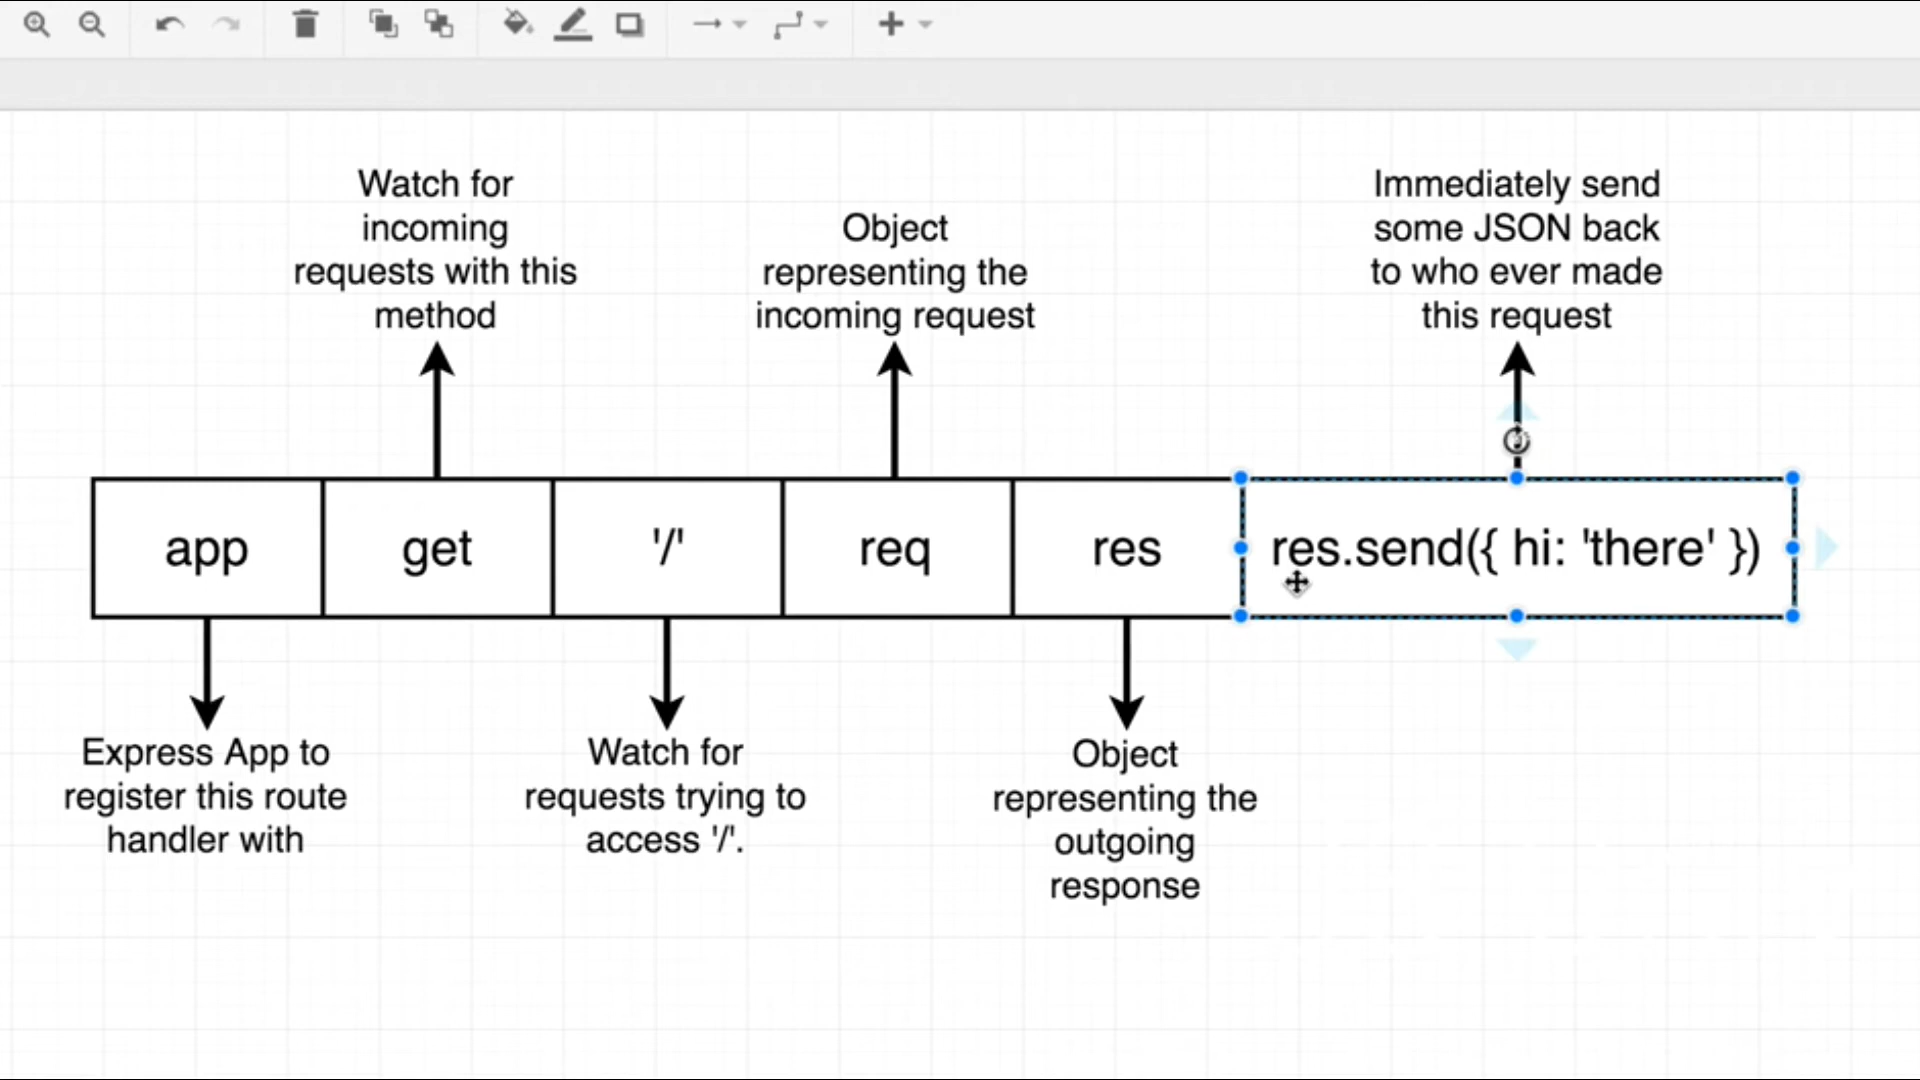 Watch for
incoming
requests with this
method
Object
representing the
incoming request
Immediately send
some JSON back
to who ever made
this request
app
get
'/'
req
res
res.send({ hi: 'there' })
Express App to
register this route
handler with
Watch for
requests trying to
access '/'.
Object
representing the
outgoing
response